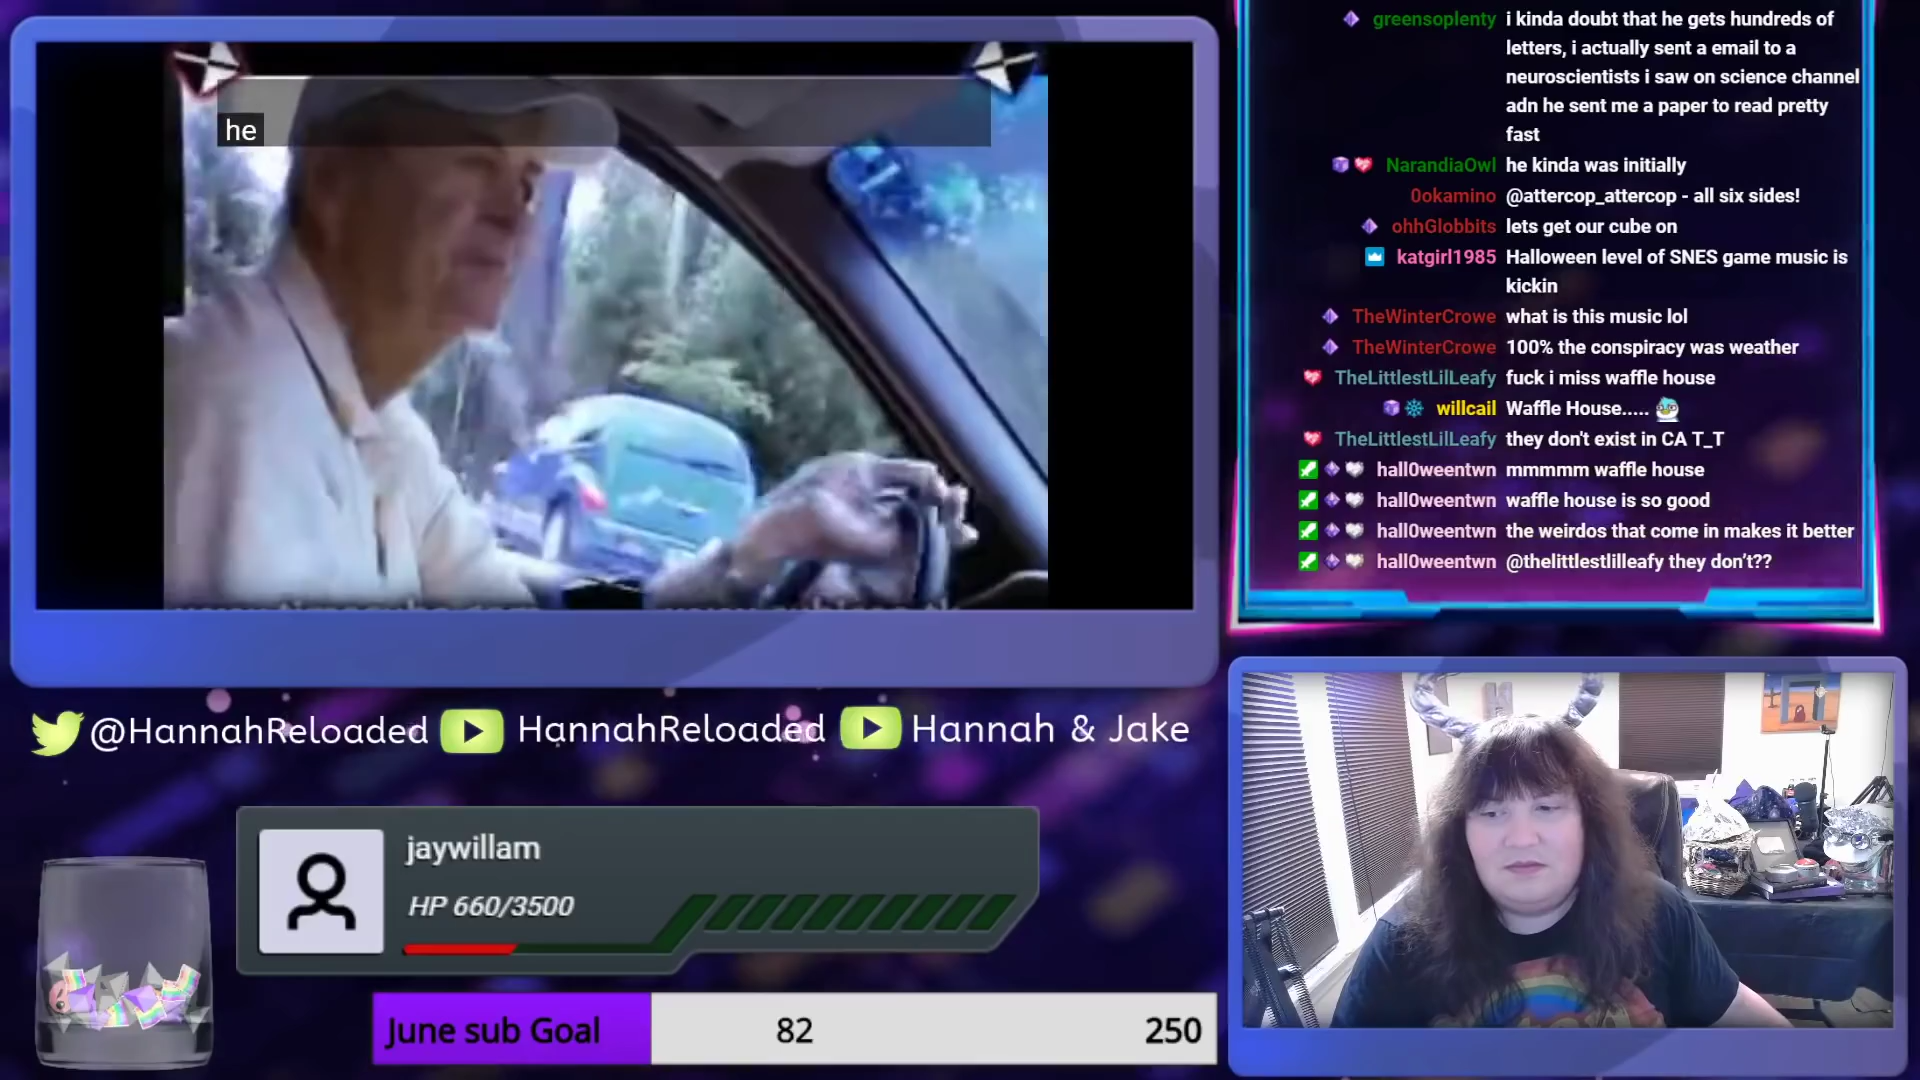 he
greensoplenty i kinda doubt that he gets hundreds of
letters, i actually sent a email to a
neuroscientists i saw on science channel
adn he sent me a paper to read pretty
fast
NarandiaOwl he kinda was initially
0okamino @attercop_attercop - all six sides!
ohhGlobbits lets get our cube on
katgirl1985 Halloween level of SNES game music is
kickin
TheWinterCrowe what is this music lol
TheWinterCrowe 100% the conspiracy was weather
TheLittlestLilLeafy fuck i miss waffle house
willcail Waffle House.....
TheLittlestLilLeafy they don't exist in CA T_T
hall0weentwn mmmmm waffle house
hall0weentwn waffle house is so good
hall0weentwn the weirdos that come in makes it better
hall0weentwn @thelittlestlilleafy they don't??
@HannahReloaded HannahReloaded Hannah & Jake
jaywillam
HP 660/3500
June sub Goal 82 250